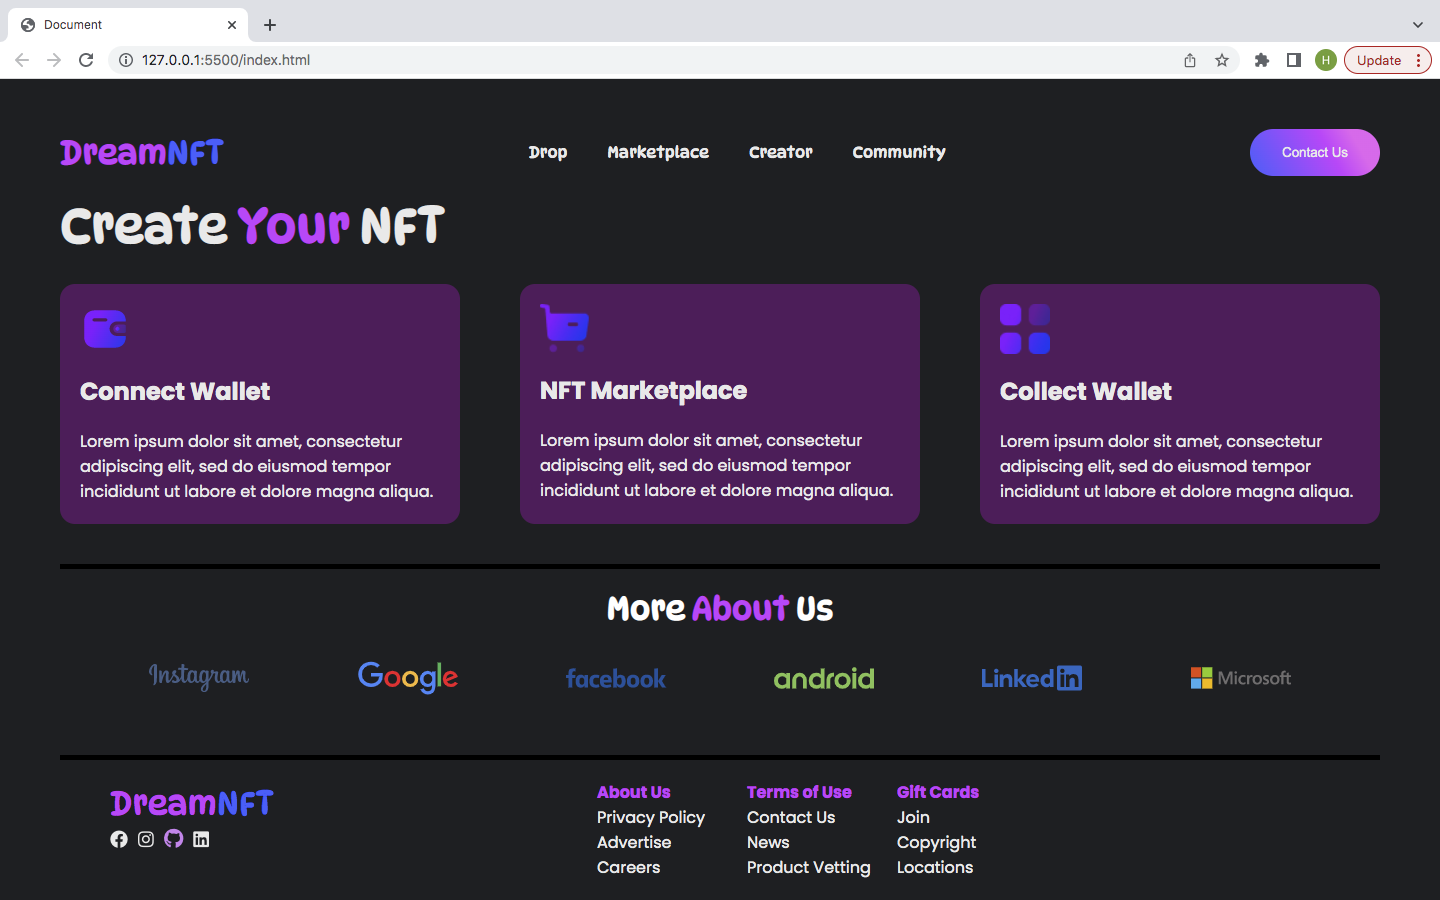 Document
127.0.0.1:5500/index.html
H
Update
DreamNFT
Drop
Marketplace
Creator
Community
Contact Us
Create Your NFT
Connect Wallet
Lorem ipsum dolor sit amet, consectetur
adipiscing elit, sed do eiusmod tempor
incididunt ut labore et dolore magna aliqua.
NFT Marketplace
Lorem ipsum dolor sit amet, consectetur
adipiscing elit, sed do eiusmod tempor
incididunt ut labore et dolore magna aliqua.
Collect Wallet
Lorem ipsum dolor sit amet, consectetur
adipiscing elit, sed do eiusmod tempor
incididunt ut labore et dolore magna aliqua.
More About Us
Instagram
Google
facebook
android
Linked in
Microsoft
DreamNFT
About Us
Privacy Policy
Advertise
Careers
Terms of Use
Contact Us
News
Product Vetting
Gift Cards
Join
Copyright
Locations